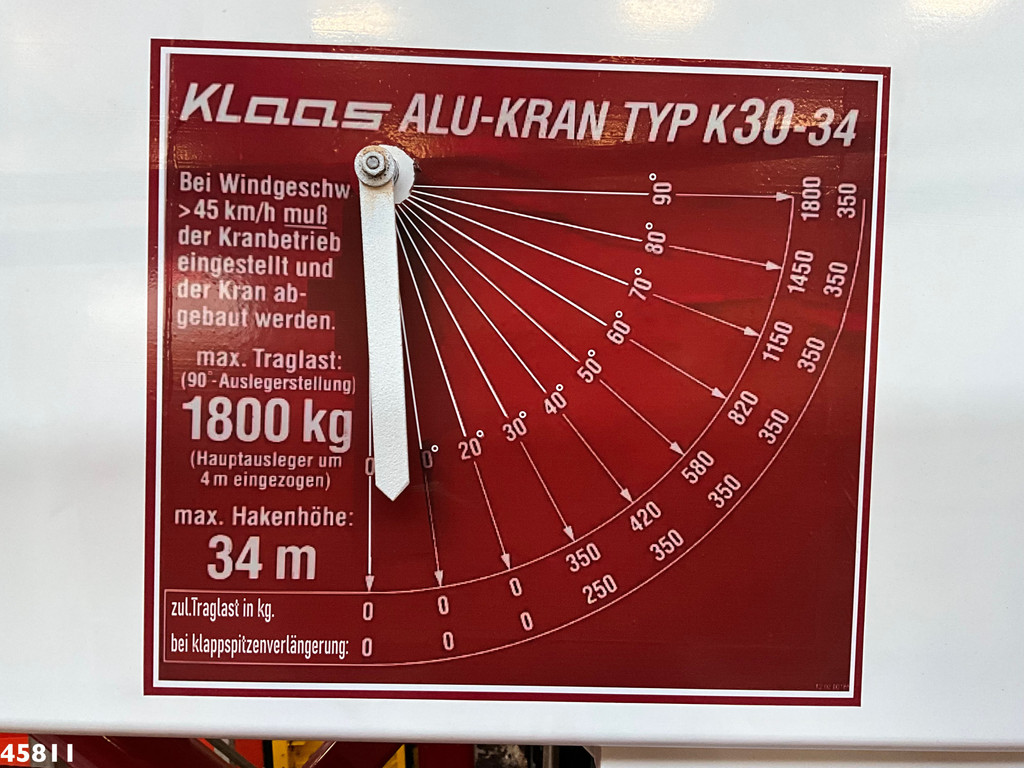 KLaas ALU-KRAN TYP K30-34
Bei Windgeschw
>45 km/h muß
der Kranbetrieb
eingestellt und
der Kran ab-
gebaut werden.
max. Traglast:
(90°-Auslegerstellung)
1800 kg
(Hauptausleger um
4m eingezogen)
max. Hakenhöhe:
34 m
90° 1800 350
80° 1450 350
70° 1150 350
60° 820 350
50° 580 350
40° 420 350
30° 350 250
20° 0 0
0°
0
zul.Traglast in kg. 0 0
bei klappspitzenverlängerung: 0 0
45811